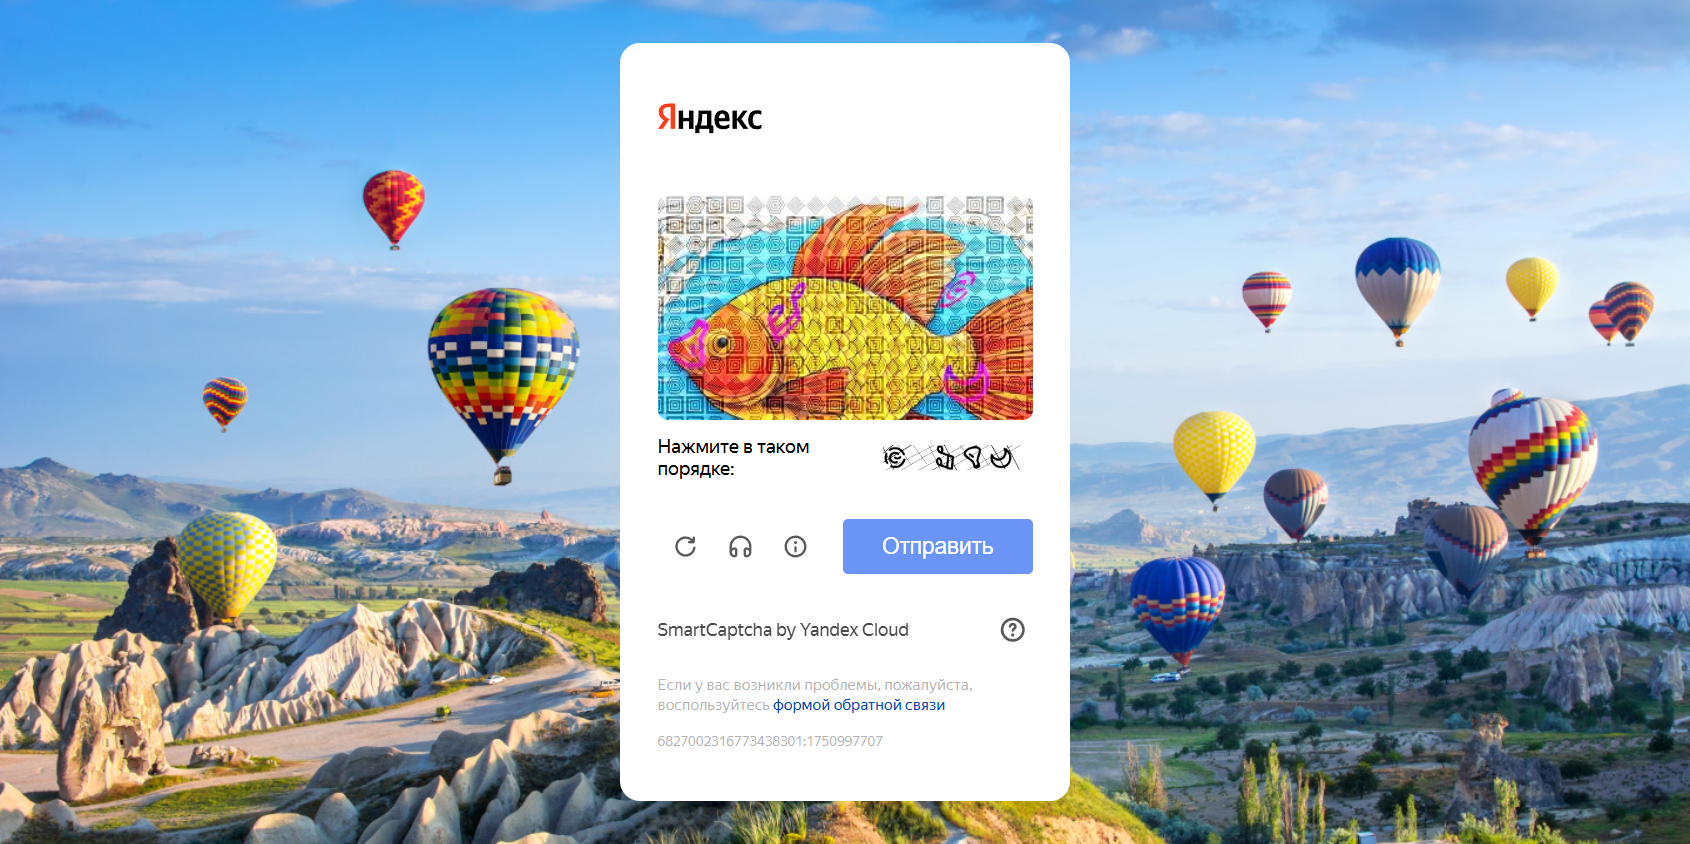 Яндекс
Нажмите в таком
порядке:
Отправить
SmartCaptcha by Yandex Cloud
Если у вас возникли проблемы, пожалуйста,
воспользуйтесь формой обратной связи
6827002316773438301:1750997707